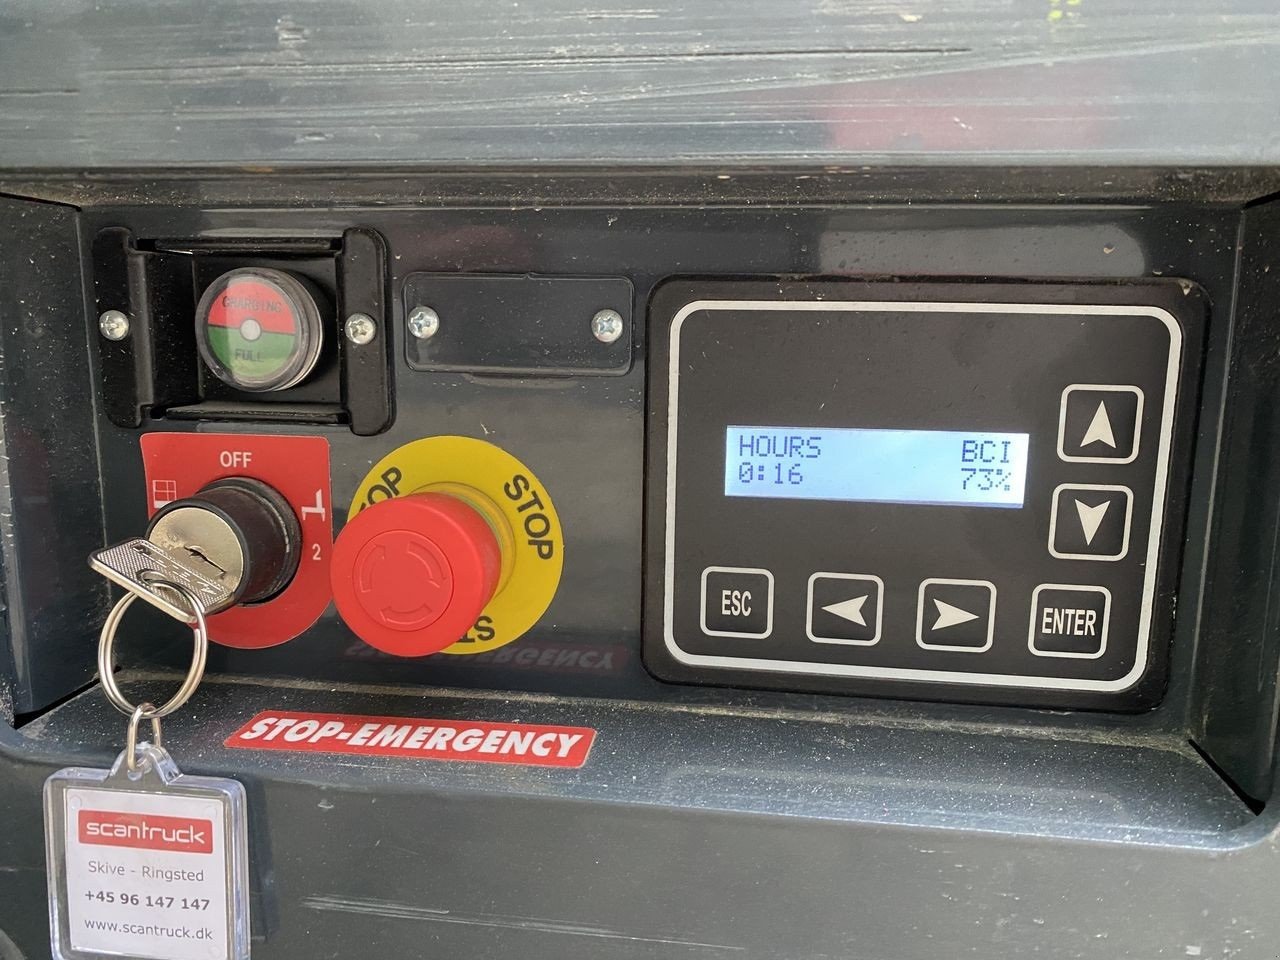 CHARGING
FULL
OFF
2
STOP
STOP-EMERGENCY
HOURS BCI
0:16 73%
ESC
ENTER
scantruck
Skive - Ringsted
+45 96 147 147
www.scantruck.dk